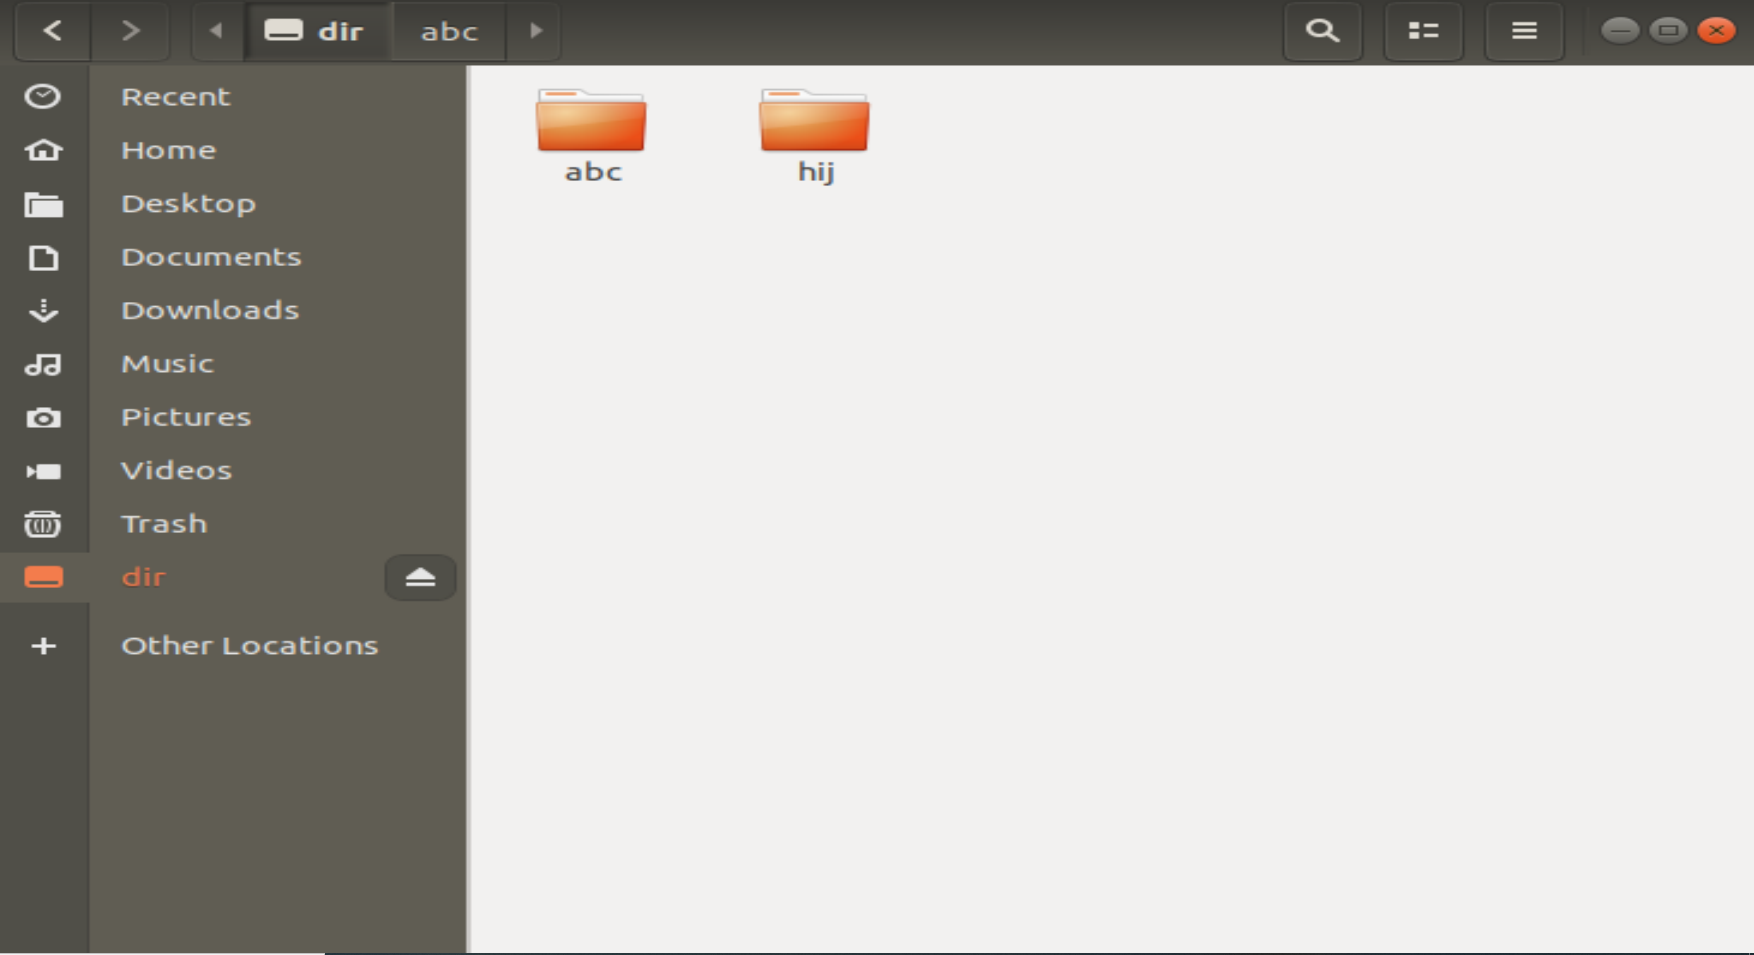 dir abc
Recent
Home
Desktop
Documents
Downloads
Music
Pictures
Videos
Trash
dir
Other Locations
abc hij